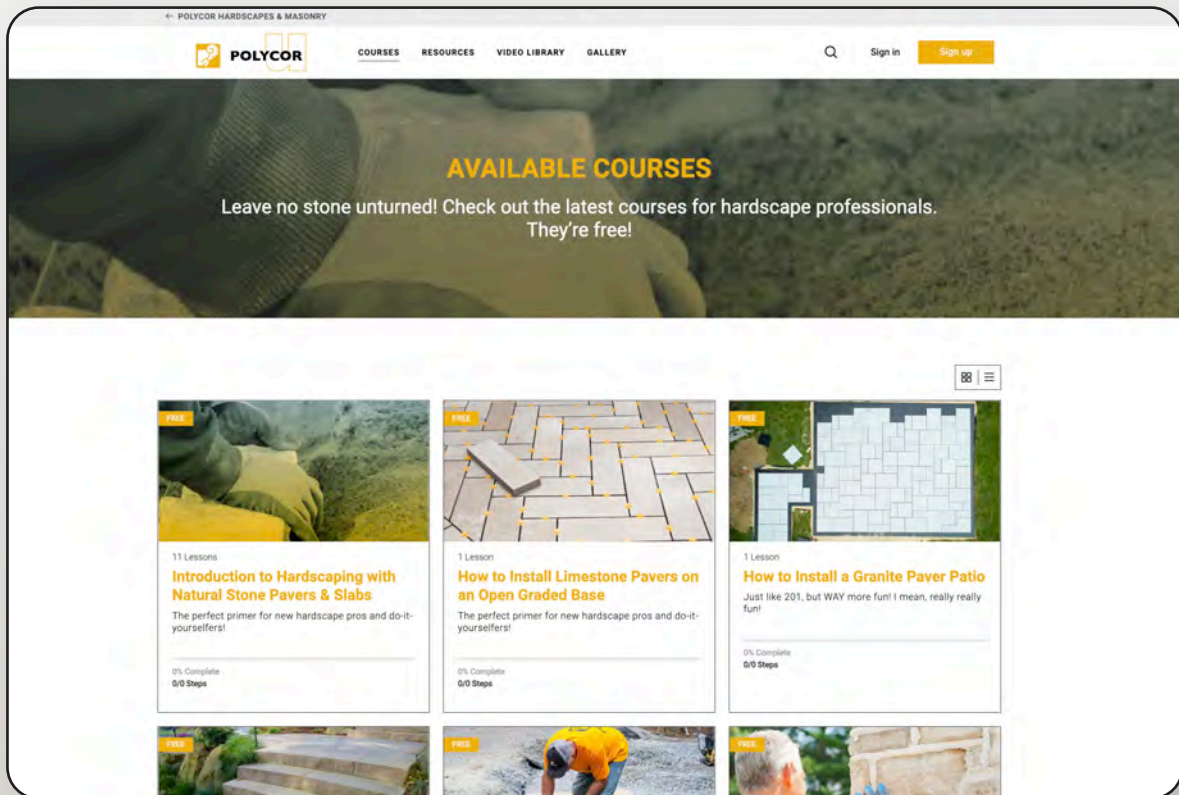 ← POLYCOR HARDSCAPES & MASONRY
POLYCOR U
COURSES RESOURCES VIDEO LIBRARY GALLERY Sign in Sign up
AVAILABLE COURSES
Leave no stone unturned! Check out the latest courses for hardscape professionals.
They're free!
FREE
11 Lessons
Introduction to Hardscaping with
Natural Stone Pavers & Slabs
The perfect primer for new hardscape pros and do-it-
yourselfers!
0% Complete
0/0 Steps
FREE
1 Lesson
How to Install Limestone Pavers on
an Open Graded Base
The perfect primer for new hardscape pros and do-it-
yourselfers!
0% Complete
0/0 Steps
FREE
1 Lesson
How to Install a Granite Paver Patio
Just like 201, but WAY more fun! I mean, really really
fun!
0% Complete
0/0 Steps
FREE
FREE
FREE